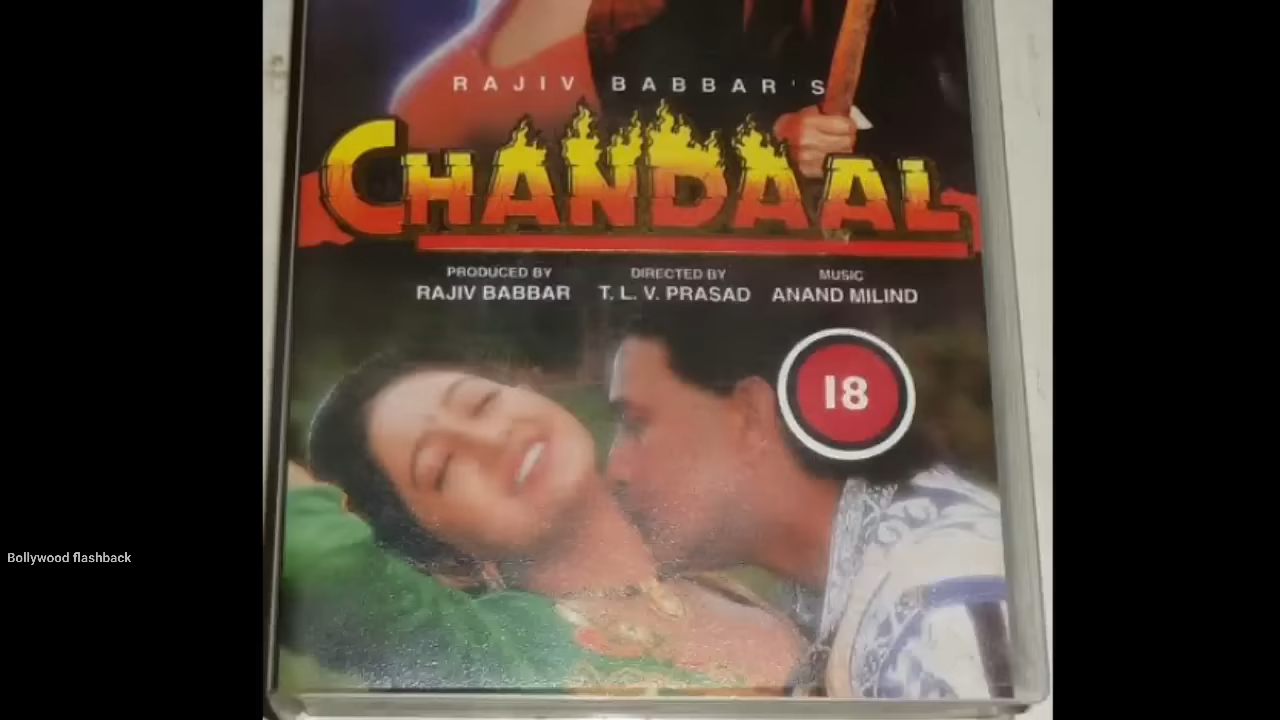 RAJIV BABBAR'S
CHANDAAL
PRODUCED BY DIRECTED BY MUSIC
RAJIV BABBAR T. L. V. PRASAD ANAND MILIND
18
Bollywood flashback